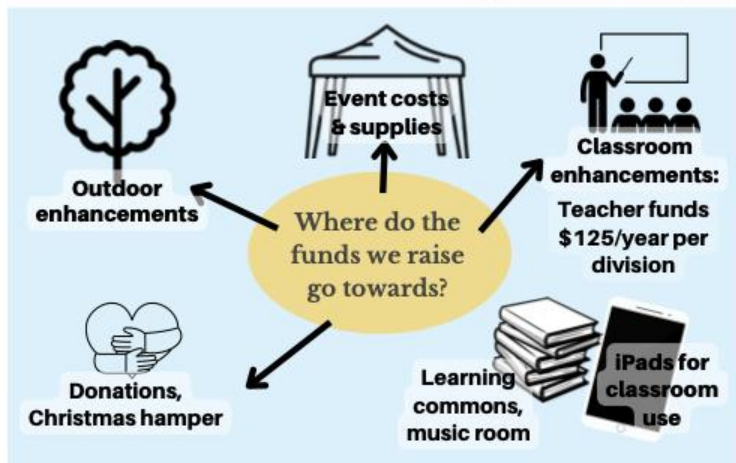 Event costs
& supplies
Outdoor
enhancements
Classroom
enhancements:
Teacher funds
$125/year per
division
Where do the
funds we raise
go towards?
Donations,
Christmas hamper
Learning
commons,
music room
iPads for
classroom
use